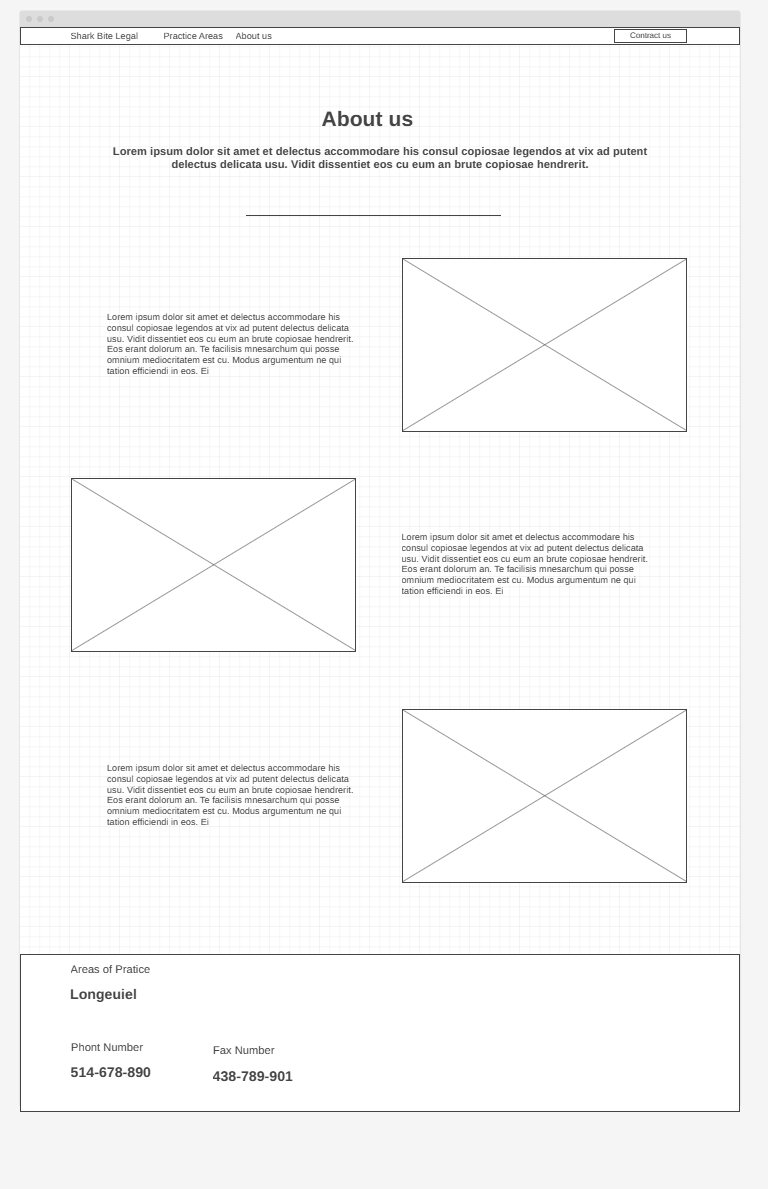 Shark Bite Legal Practice Areas About us Contract us
About us
Lorem ipsum dolor sit amet et delectus accommodare his consul copiosae legendos at vix ad putent
delectus delicata usu. Vidit dissentiet eos cu eum an brute copiosae hendrerit.
Lorem ipsum dolor sit amet et delectus accommodare his
consul copiosae legendos at vix ad putent delectus delicata
usu. Vidit dissentiet eos cu eum an brute copiosae hendrerit.
Eos erant dolorum an. Te facilisis mnesarchum qui posse
omnium mediocritatem est cu. Modus argumentum ne qui
tation efficiendi in eos. Ei
Lorem ipsum dolor sit amet et delectus accommodare his
consul copiosae legendos at vix ad putent delectus delicata
usu. Vidit dissentiet eos cu eum an brute copiosae hendrerit.
Eos erant dolorum an. Te facilisis mnesarchum qui posse
omnium mediocritatem est cu. Modus argumentum ne qui
tation efficiendi in eos. Ei
Lorem ipsum dolor sit amet et delectus accommodare his
consul copiosae legendos at vix ad putent delectus delicata
usu. Vidit dissentiet eos cu eum an brute copiosae hendrerit.
Eos erant dolorum an. Te facilisis mnesarchum qui posse
omnium mediocritatem est cu. Modus argumentum ne qui
tation efficiendi in eos. Ei
Areas of Pratice
Longeuiel
Phont Number
514-678-890
Fax Number
438-789-901